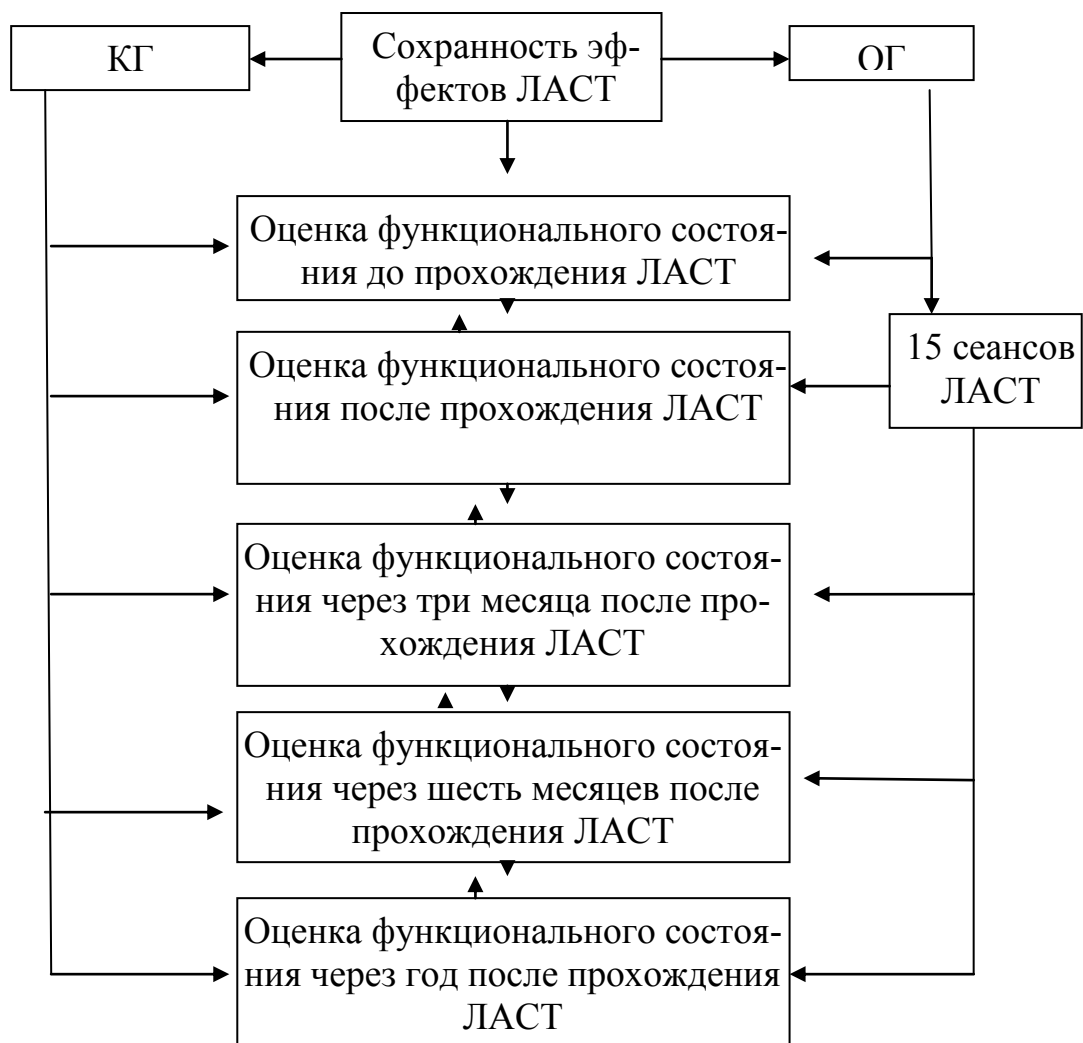 КГ
Сохранность эф-
фектов ЛАСТ
ОГ
Оценка функционального состоя-
ния до прохождения ЛАСТ
15 сеансов
ЛАСТ
Оценка функционального состоя-
ния после прохождения ЛАСТ
Оценка функционального состоя-
ния через три месяца после про-
хождения ЛАСТ
Оценка функционального состоя-
ния через шесть месяцев после
прохождения ЛАСТ
Оценка функционального состоя-
ния через год после прохождения
ЛАСТ